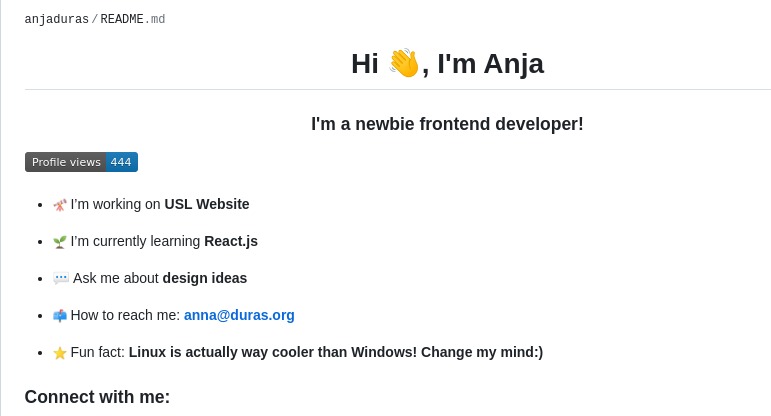 anjaduras / README.md
Hi 👋, I'm Anja
I'm a newbie frontend developer!
Profile views 444
I’m working on USL Website
I’m currently learning React.js
Ask me about design ideas
How to reach me: anna@duras.org
Fun fact: Linux is actually way cooler than Windows! Change my mind:)
Connect with me: